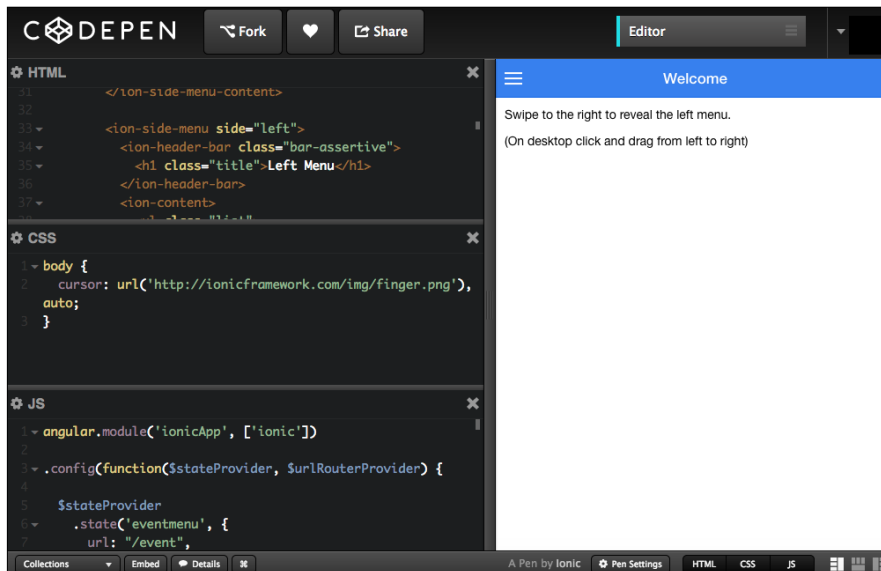 CODEPEN
Fork
Share
Editor
HTML
31 </ion-side-menu-content>
32
33 <ion-side-menu side="left">
34 <ion-header-bar class="bar-assertive">
35 <h1 class="title">Left Menu</h1>
36 </ion-header-bar>
37 <ion-content>
CSS
1 body {
2 cursor: url('http://ionicframework.com/img/finger.png'),
auto;
3 }
JS
1 angular.module('ionicApp', ['ionic'])
2
3 .config(function($stateProvider, $urlRouterProvider) {
4
5 $stateProvider
6 .state('eventmenu', {
7 url: "/event",
Welcome
Swipe to the right to reveal the left menu.
(On desktop click and drag from left to right)
Collections
Embed
Details
⌘
A Pen by Ionic
Pen Settings
HTML
CSS
JS